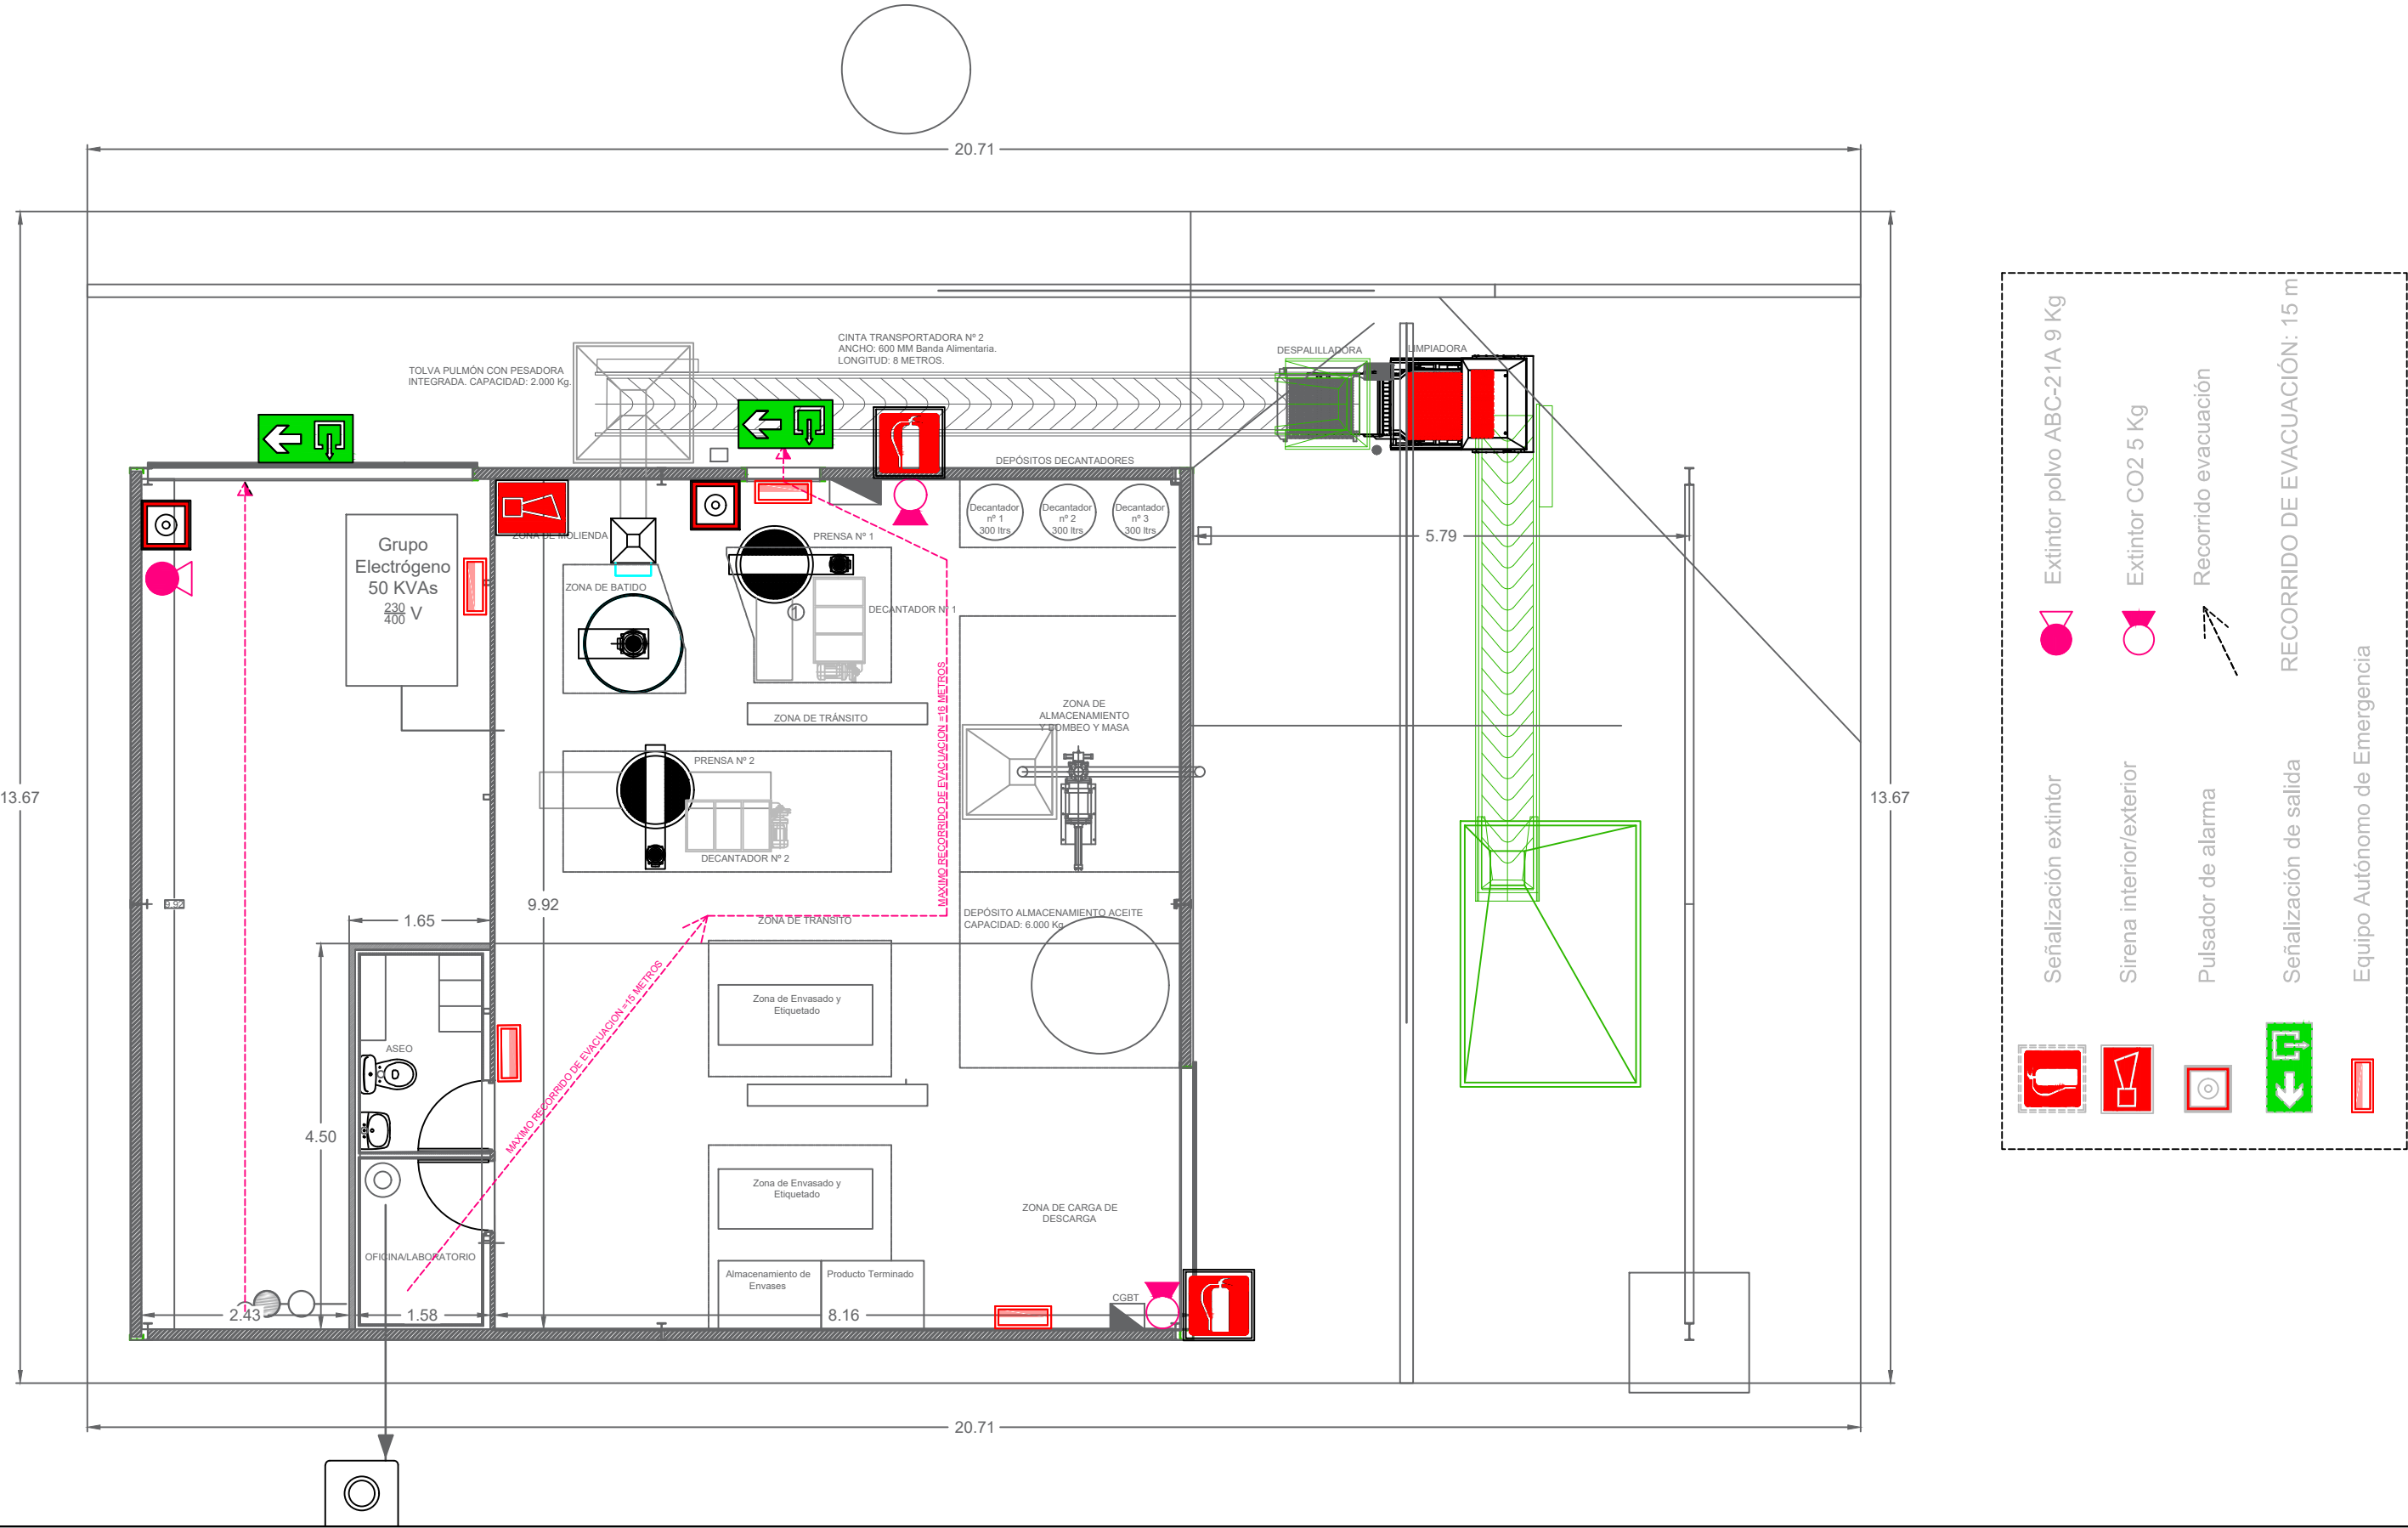 20.71
CINTA TRANSPORTADORA Nº 2
ANCHO: 600 MM Banda Alimentaria.
LONGITUD: 8 METROS.
TOLVA PULMÓN CON PESADORA
INTEGRADA. CAPACIDAD: 2.000 Kg.
DESPALILLADORA
LIMPIADORA
DEPÓSITOS DECANTADORES
Decantador
nº 1
300 ltrs
Decantador
nº 2
300 ltrs
Decantador
nº 3
300 ltrs
ZONA DE MOLIENDA
PRENSA Nº 1
5.79
Grupo
Electrógeno
50 KVAs
230
400 V
ZONA DE BATIDO
1
DECANTADOR Nº 1
MAXIMO RECORRIDO DE EVACUACION =16 METROS
ZONA DE TRÁNSITO
ZONA DE
ALMACENAMIENTO
Y BOMBEO Y MASA
PRENSA Nº 2
DECANTADOR Nº 2
13.67
13.67
9.92
9.92
1.65
ZONA DE TRÁNSITO
DEPÓSITO ALMACENAMIENTO ACEITE
CAPACIDAD: 6.000 Kg
MAXIMO RECORRIDO DE EVACUACION =15 METROS
Zona de Envasado y
Etiquetado
ASEO
4.50
Zona de Envasado y
Etiquetado
ZONA DE CARGA DE
DESCARGA
OFICINA/LABORATORIO
Almacenamiento de
Envases
Producto Terminado
CGBT
2.43
1.58
8.16
20.71
Extintor polvo ABC-21A 9 Kg
Extintor CO2 5 Kg
Recorrido evacuación
RECORRIDO DE EVACUACIÓN: 15 m
Señalización extintor
Sirena interior/exterior
Pulsador de alarma
Señalización de salida
Equipo Autónomo de Emergencia